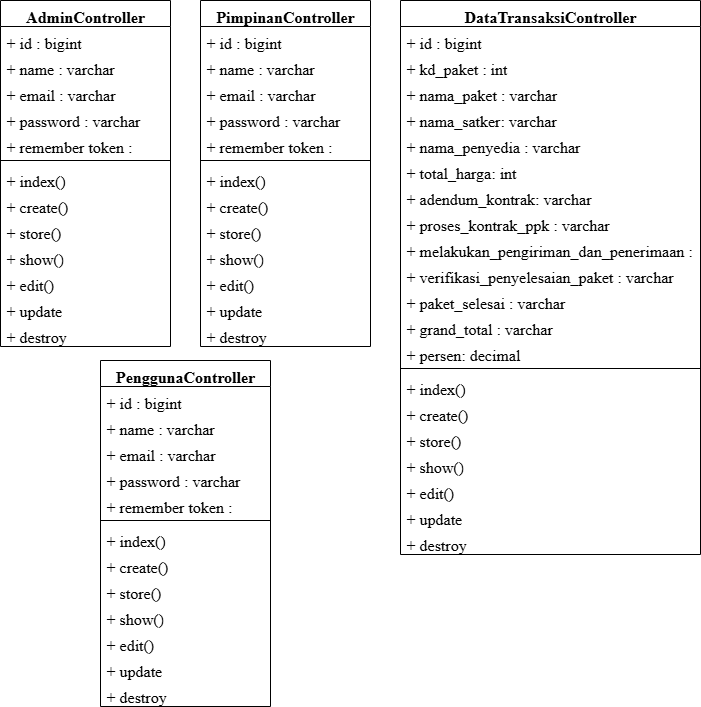 AdminController
+ id : bigint
+ name : varchar
+ email : varchar
+ password : varchar
+ remember token :
+ index()
+ create()
+ store()
+ show()
+ edit()
+ update
+ destroy
PimpinanController
+ id : bigint
+ name : varchar
+ email : varchar
+ password : varchar
+ remember token :
+ index()
+ create()
+ store()
+ show()
+ edit()
+ update
+ destroy
DataTransaksiController
+ id : bigint
+ kd_paket : int
+ nama_paket : varchar
+ nama_satker: varchar
+ nama_penyedia : varchar
+ total_harga: int
+ adendum_kontrak: varchar
+ proses_kontrak_ppk : varchar
+ melakukan_pengiriman_dan_penerimaan :
+ verifikasi_penyelesaian_paket : varchar
+ paket_selesai : varchar
+ grand_total : varchar
+ persen: decimal
+ index()
+ create()
+ store()
+ show()
+ edit()
+ update
+ destroy
PenggunaController
+ id : bigint
+ name : varchar
+ email : varchar
+ password : varchar
+ remember token :
+ index()
+ create()
+ store()
+ show()
+ edit()
+ update
+ destroy